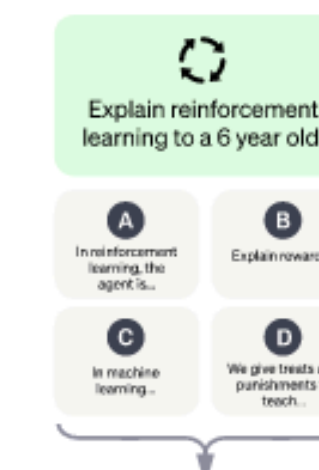 Explain reinforcement
learning to a 6 year old
A
In reinforcement
learning, the
agent is...
B
Explain rewar
C
In machine
learning...
D
We give treats
punishments
teach...